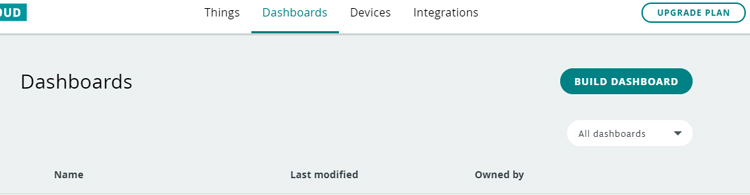 OUD Things Dashboards Devices Integrations UPGRADE PLAN
Dashboards BUILD DASHBOARD
All dashboards
Name Last modified Owned by